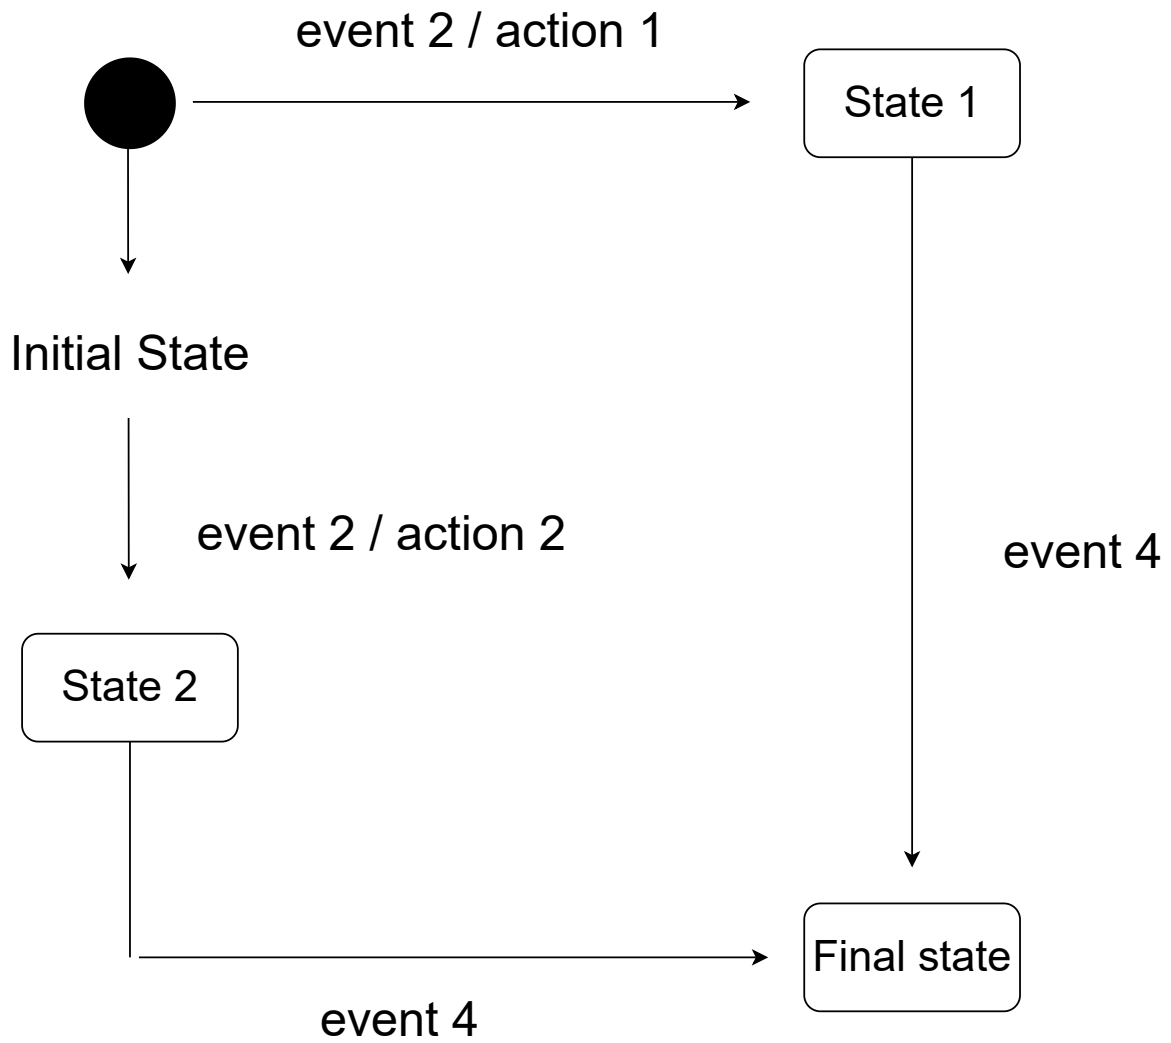 event 2 / action 1
State 1
Initial State
event 2 / action 2
event 4
State 2
Final state
event 4